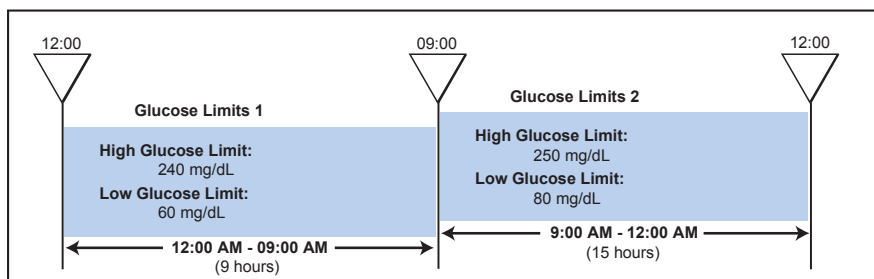 12:00
09:00
12:00
Glucose Limits 1
High Glucose Limit:
240 mg/dL
Low Glucose Limit:
60 mg/dL
12:00 AM - 09:00 AM
(9 hours)
Glucose Limits 2
High Glucose Limit:
250 mg/dL
Low Glucose Limit:
80 mg/dL
9:00 AM - 12:00 AM
(15 hours)